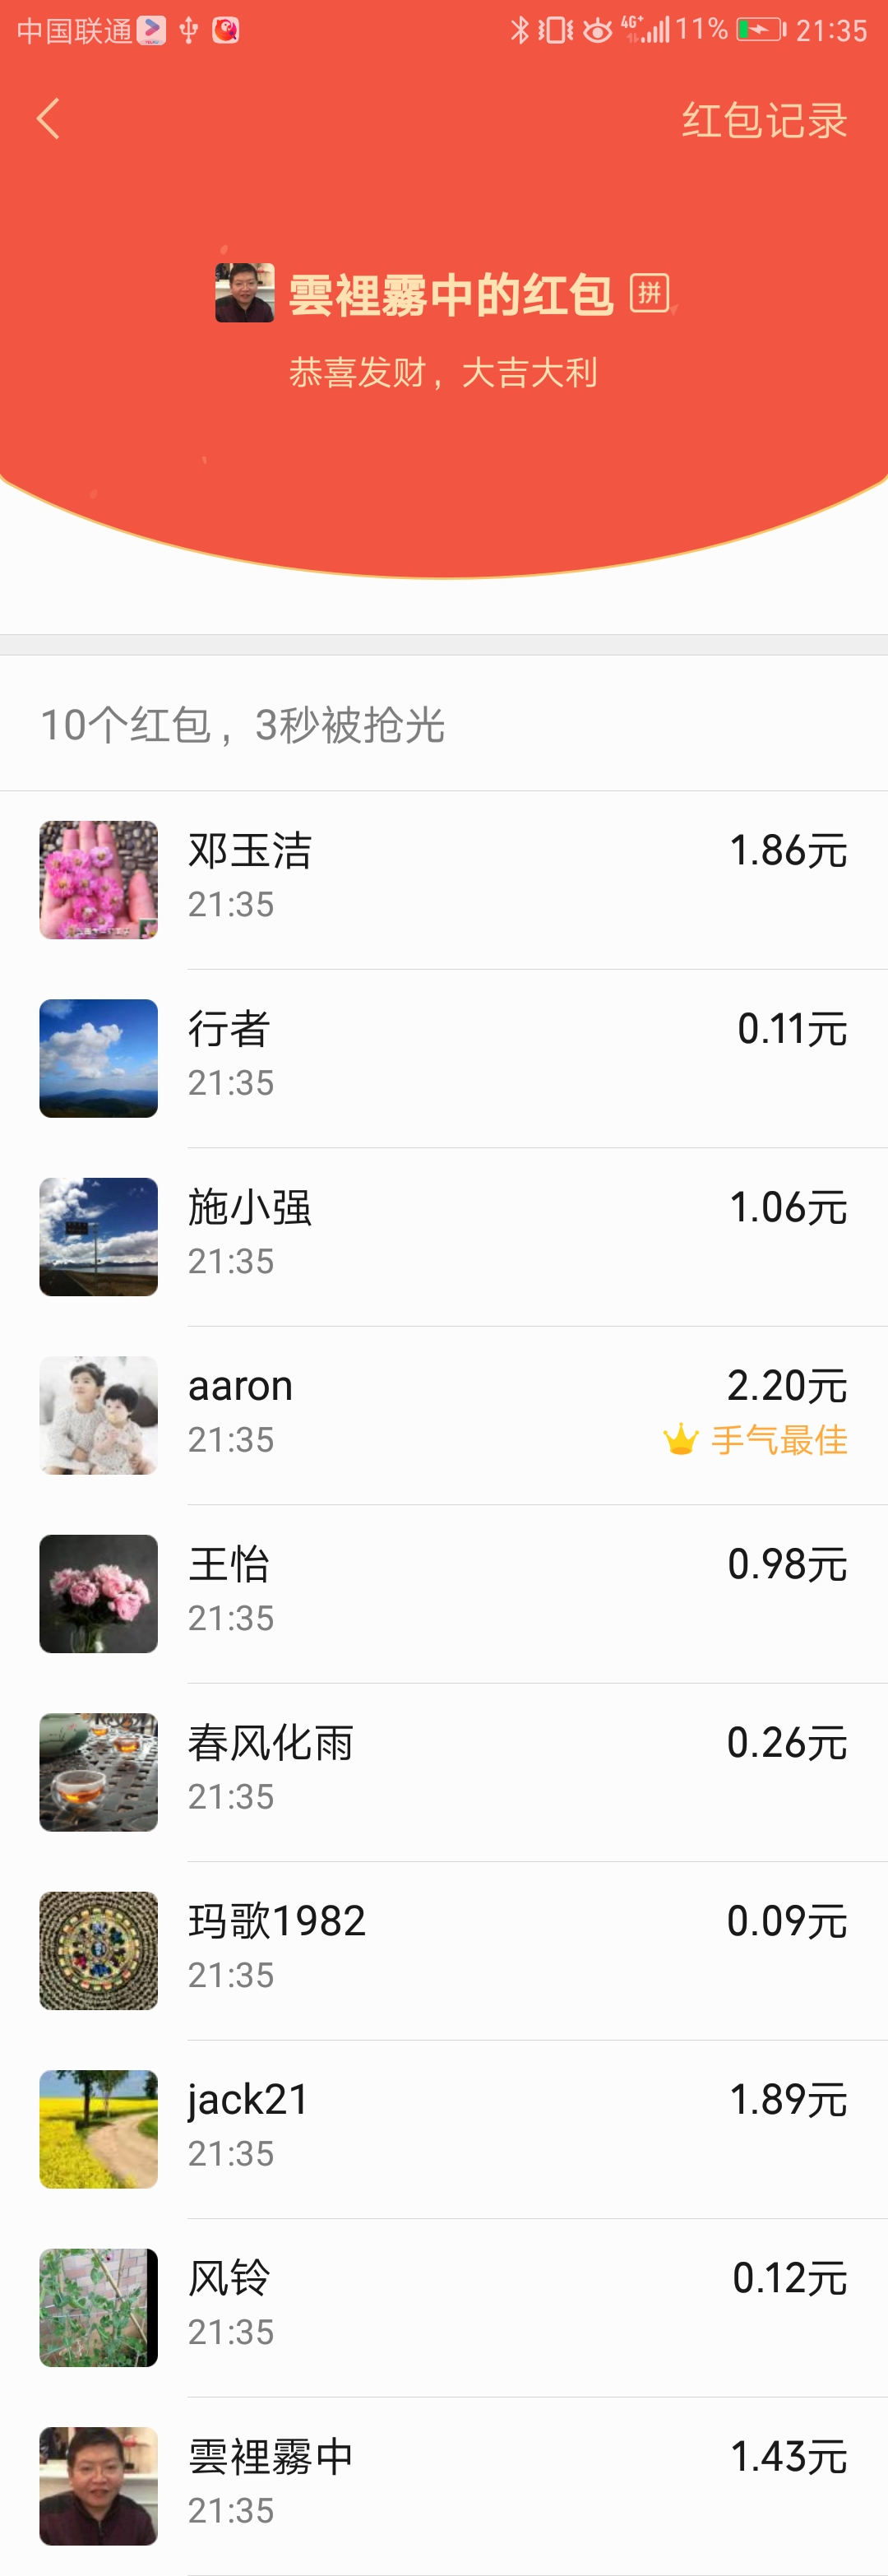 中国联通 4G+ 11% 21:35
红包记录
雲裡霧中的红包 拼
恭喜发财，大吉大利
10个红包，3秒被抢光
邓玉洁 1.86元
21:35
行者 0.11元
21:35
施小强 1.06元
21:35
aaron 2.20元
21:35 手气最佳
王怡 0.98元
21:35
春风化雨 0.26元
21:35
玛歌1982 0.09元
21:35
jack21 1.89元
21:35
风铃 0.12元
21:35
雲裡霧中 1.43元
21:35